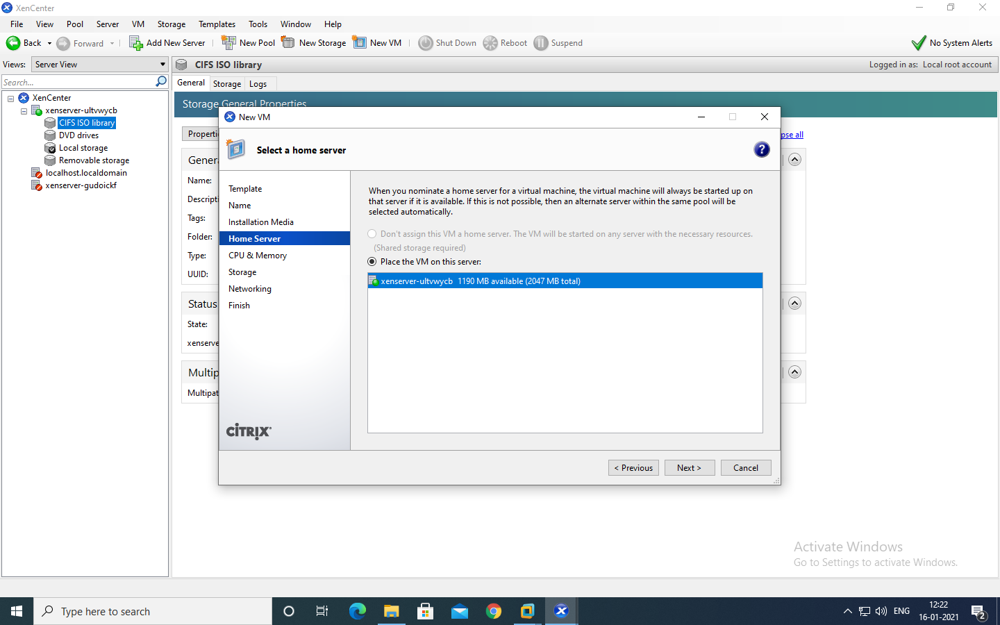 XenCenter
File View Pool Server VM Storage Templates Tools Window Help
Back Forward Add New Server New Pool New Storage New VM Shut Down Reboot Suspend No System Alerts
Views: Server View
CIFS ISO library
Logged in as: Local root account
Search...
General Storage Logs
XenCenter
xenserver-ultvwycb
CIFS ISO library
DVD drives
Local storage
Removable storage
localhost.localdomain
xenserver-gudoickf
Storage General Properties
Properti
pse all
Genera
Name:
Descripti
Tags:
Folder:
Type:
UUID:
Status
State:
xenserve
Multip
Multipat
New VM
Select a home server
?
Template
Name
Installation Media
Home Server
CPU & Memory
Storage
Networking
Finish
CITRIX
When you nominate a home server for a virtual machine, the virtual machine will always be started up on
that server if it is available. If this is not possible, then an alternate server within the same pool will be
selected automatically.
Don't assign this VM a home server. The VM will be started on any server with the necessary resources.
(Shared storage required)
Place the VM on this server:
xenserver-ultvwycb 1190 MB available (2047 MB total)
< Previous Next > Cancel
Activate Windows
Go to Settings to activate Windows.
Type here to search
ENG
12:22
16-01-2021
2